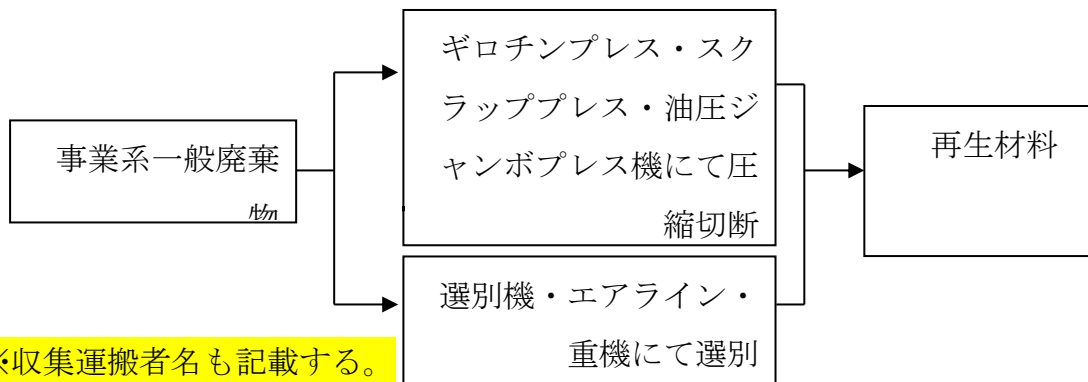 事業系一般廃棄
物
ギロチンプレス・スク
ラッププレス・油圧ジ
ャンボプレス機にて圧
縮切断
選別機・エアライン・
重機にて選別
再生材料
※収集運搬者名も記載する。